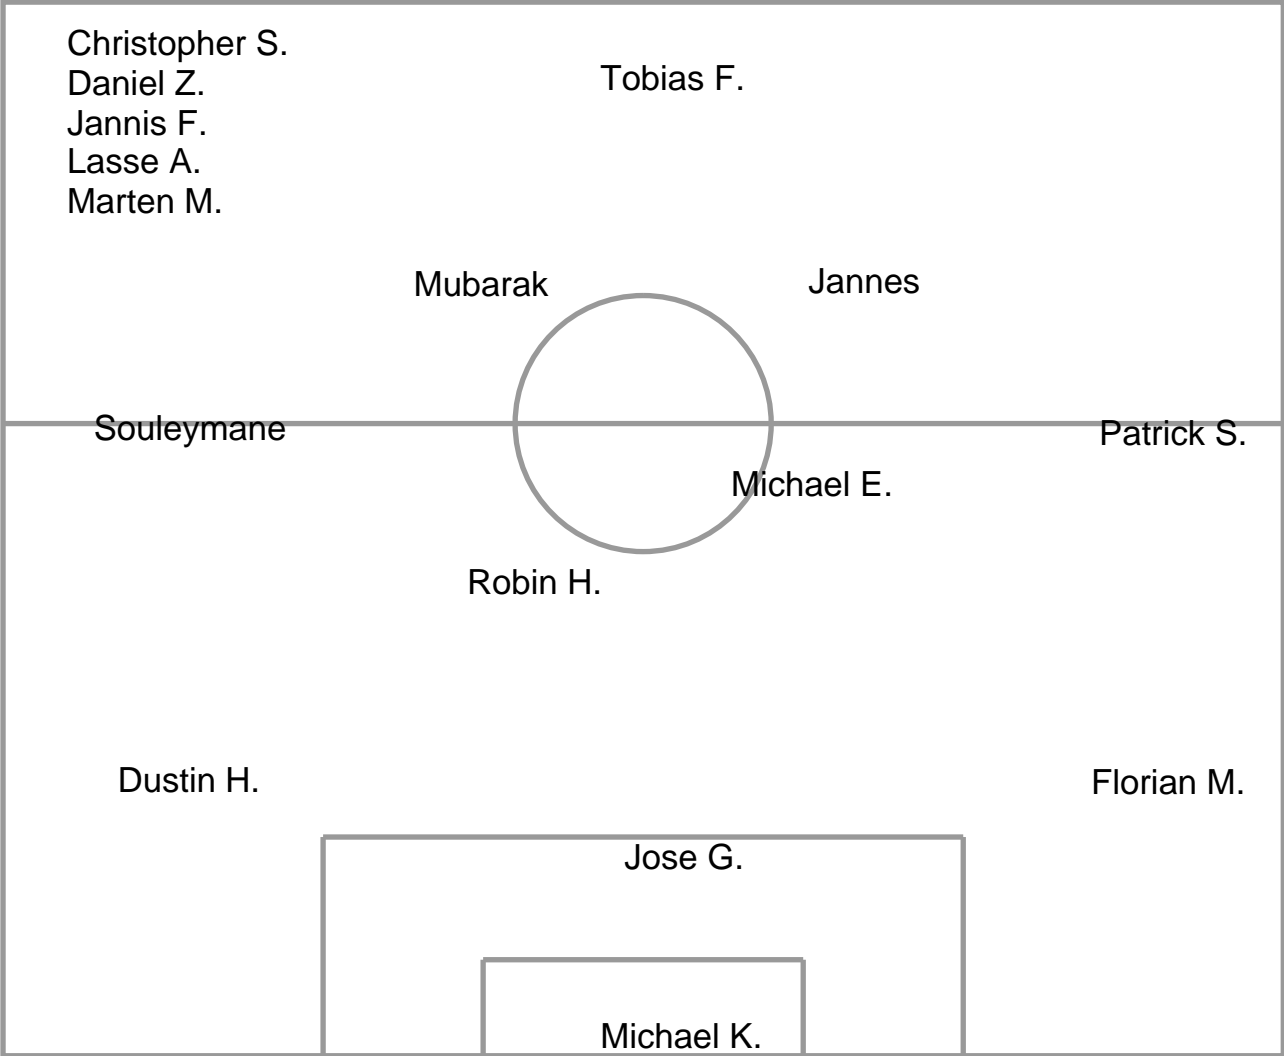 Christopher S.
Daniel Z.
Jannis F.
Lasse A.
Marten M.
Tobias F.
Mubarak
Jannes
Souleymane
Patrick S.
Michael E.
Robin H.
Dustin H.
Florian M.
Jose G.
Michael K.